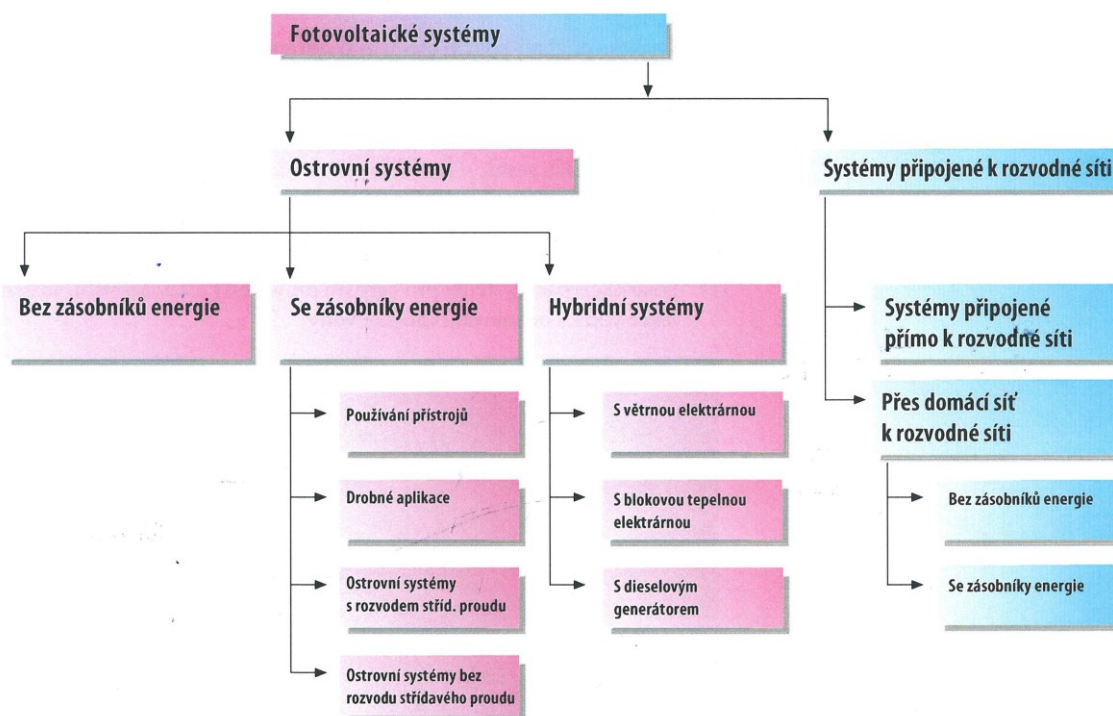 Fotovoltaické systémy
Ostrovní systémy
Systémy připojené k rozvodné síti
Bez zásobníků energie
Se zásobníky energie
Hybridní systémy
Systémy připojené
přímo k rozvodné síti
Používání přístrojů
S větrnou elektrárnou
Přes domácí síť
k rozvodné síti
Drobné aplikace
S blokovou tepelnou
elektrárnou
Bez zásobníků energie
Ostrovní systémy
s rozvodem stříd. proudu
S dieselovým
generátorem
Se zásobníky energie
Ostrovní systémy bez
rozvodu střídavého proudu